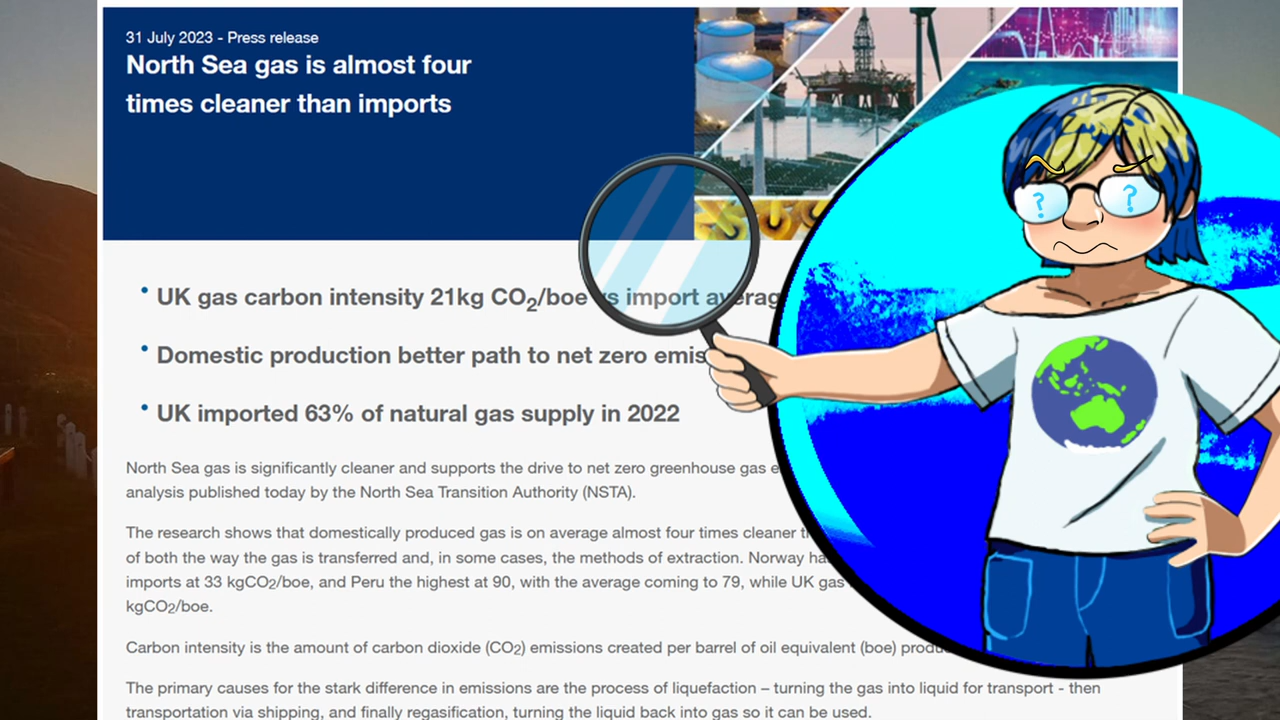 31 July 2023 - Press release
North Sea gas is almost four
times cleaner than imports
• UK gas carbon intensity 21kg CO2/boe vs import averag
• Domestic production better path to net zero emis
• UK imported 63% of natural gas supply in 2022
North Sea gas is significantly cleaner and supports the drive to net zero greenhouse gas e
analysis published today by the North Sea Transition Authority (NSTA).
The research shows that domestically produced gas is on average almost four times cleaner
of both the way the gas is transferred and, in some cases, the methods of extraction. Norway ha
imports at 33 kgCO2/boe, and Peru the highest at 90, with the average coming to 79, while UK gas
kgCO2/boe.
Carbon intensity is the amount of carbon dioxide (CO2) emissions created per barrel of oil equivalent (boe) produ
The primary causes for the stark difference in emissions are the process of liquefaction – turning the gas into liquid for transport - then
transportation via shipping, and finally regasification, turning the liquid back into gas so it can be used.
? ?